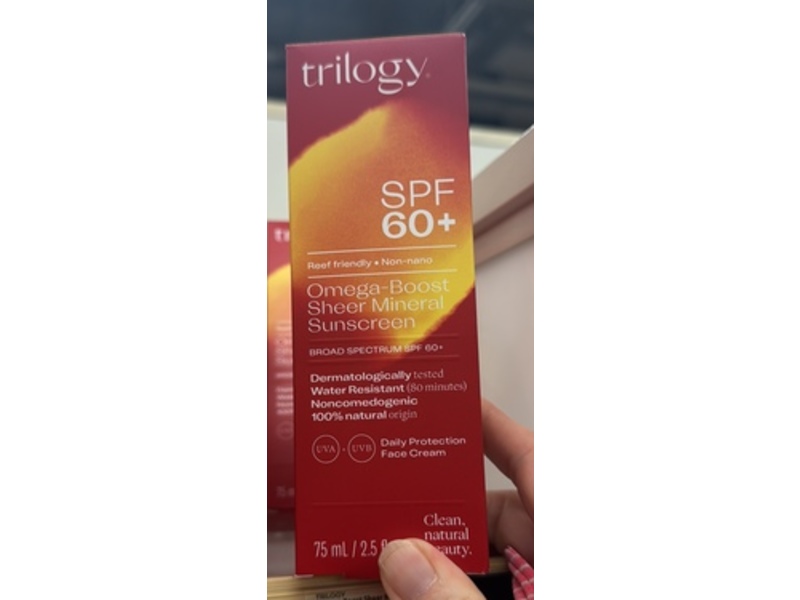 trilogy
SPF
60+
Reef friendly • Non-nano
Omega-Boost
Sheer Mineral
Sunscreen
BROAD SPECTRUM SPF 60+
Dermatologically tested
Water Resistant (80 minutes)
Noncomedogenic
100% natural origin
UVA + UVB
Daily Protection
Face Cream
Clean,
natural
75 mL / 2.5
TRILOGY